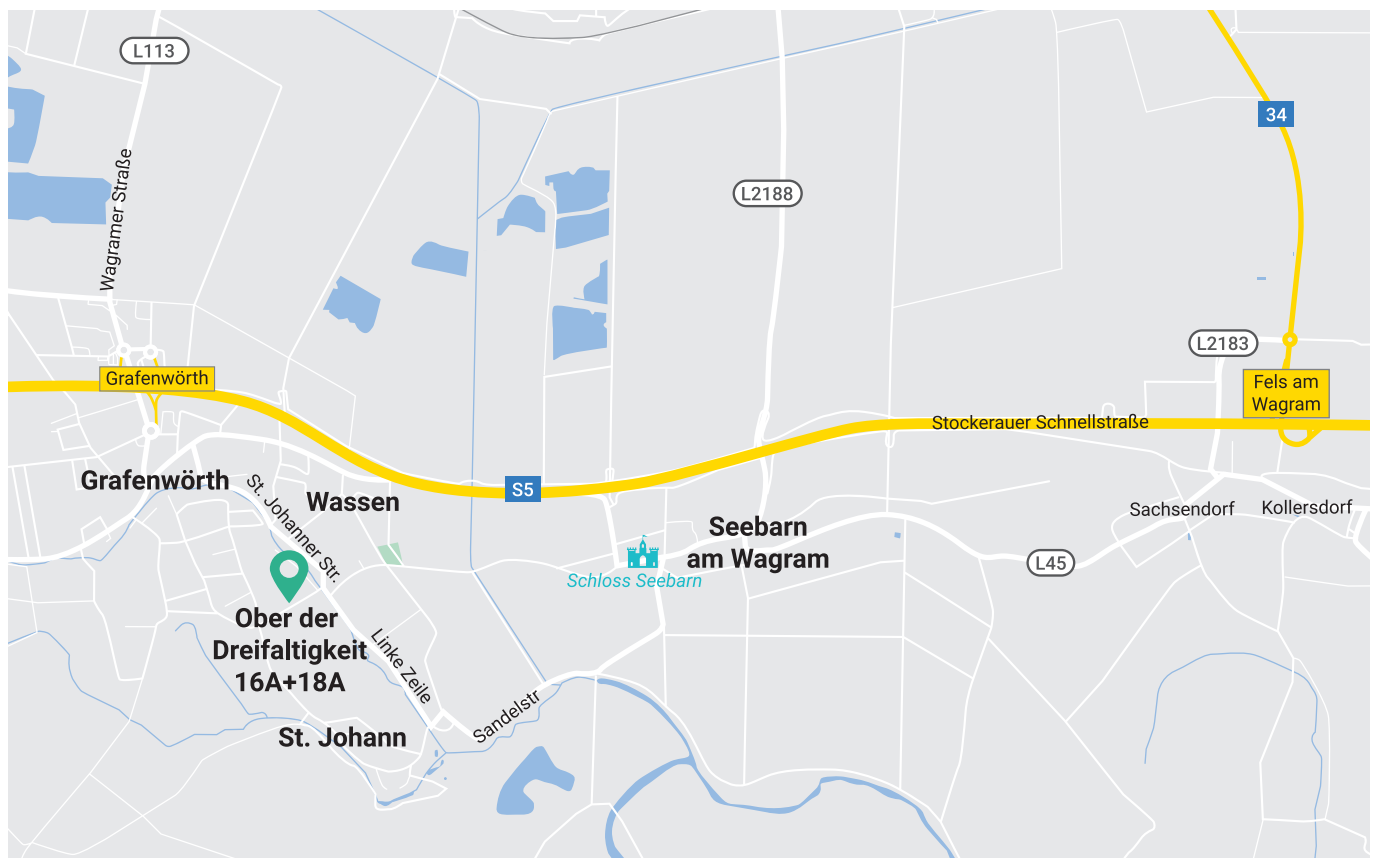 L113
34
Wagramer Straße
L2188
L2183
Grafenwörth
Fels am
Wagram
Stockerauer Schnellstraße
Grafenwörth
St. Johanner Str.
Wassen
S5
Seebarn
am Wagram
Sachsendorf
Kollersdorf
Schloss Seebarn
L45
Ober der
Dreifaltigkeit
16A+18A
Linke Zeile
Sandelstr
St. Johann